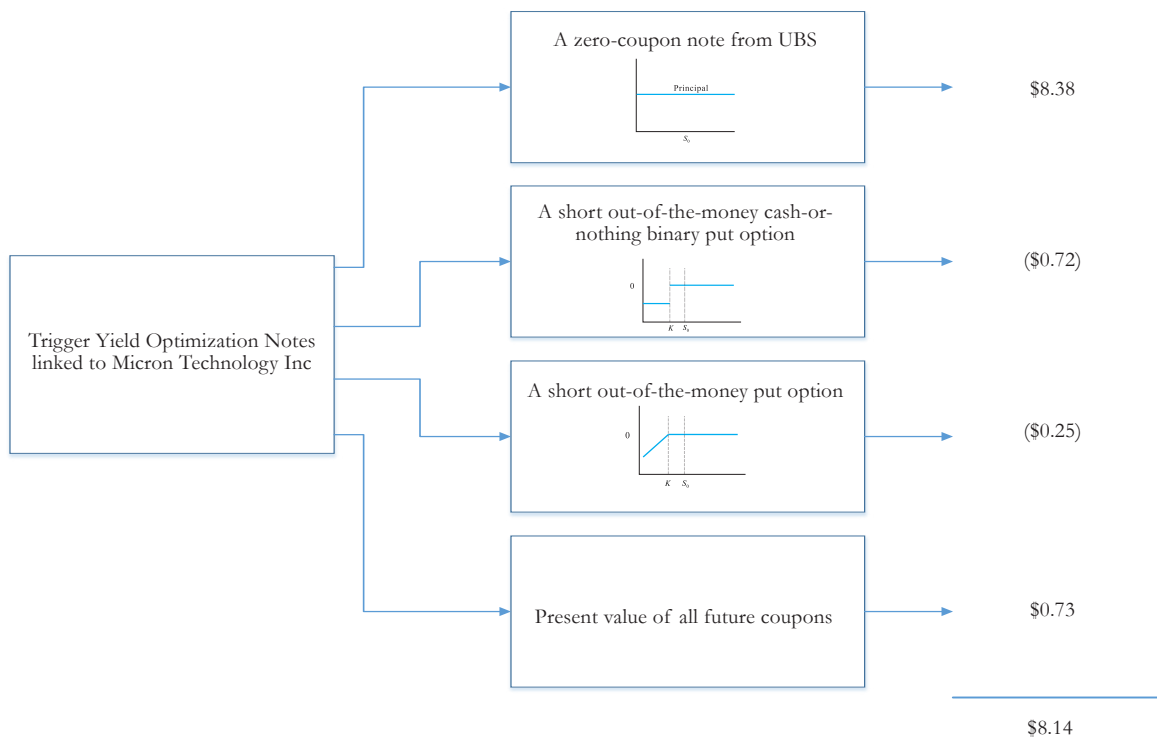 A zero-coupon note from UBS
Principal
S₀
$8.38
A short out-of-the-money cash-or-
nothing binary put option
0
K S₀
($0.72)
Trigger Yield Optimization Notes
linked to Micron Technology Inc
A short out-of-the-money put option
0
K S₀
($0.25)
Present value of all future coupons
$0.73
$8.14